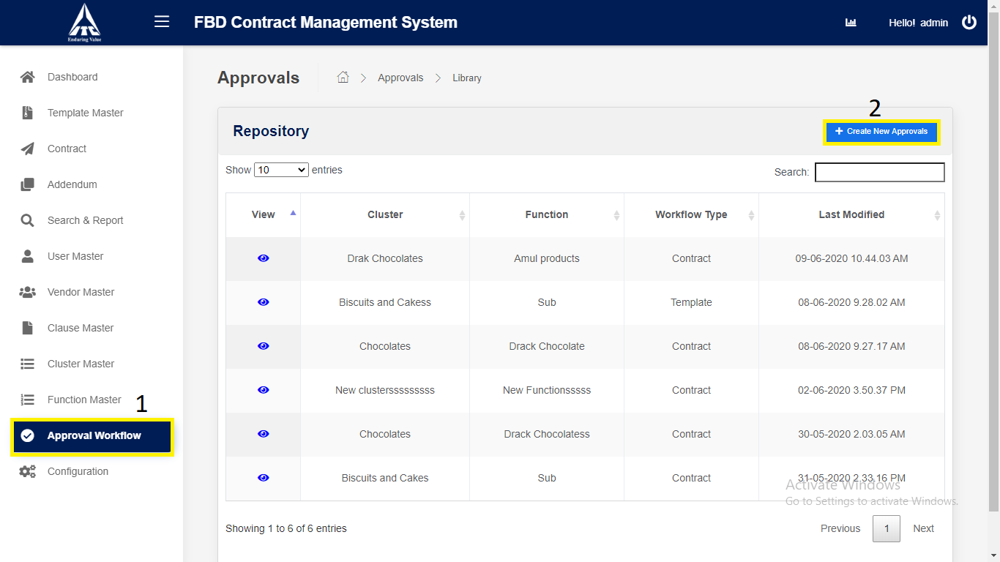 FBD Contract Management System
Hello! admin
ITC
Enduring Value
Dashboard
Template Master
Contract
Addendum
Search & Report
User Master
Vendor Master
Clause Master
Cluster Master
Function Master
1
Approval Workflow
Configuration
Approvals
Approvals Library
2
Repository
Create New Approvals
Show 10 entries
Search:
View Cluster Function Workflow Type Last Modified
Drak Chocolates Amul products Contract 09-06-2020 10.44.03 AM
Biscuits and Cakess Sub Template 08-06-2020 9.28.02 AM
Chocolates Drack Chocolate Contract 08-06-2020 9.27.17 AM
New clusterssssssssss New Functionsssss Contract 02-06-2020 3.50.37 PM
Chocolates Drack Chocolatess Contract 30-05-2020 2.03.05 AM
Biscuits and Cakes Sub Contract 31-05-2020 2.33.16 PM
Activate Windows
Go to Settings to activate Windows.
Showing 1 to 6 of 6 entries
Previous 1 Next